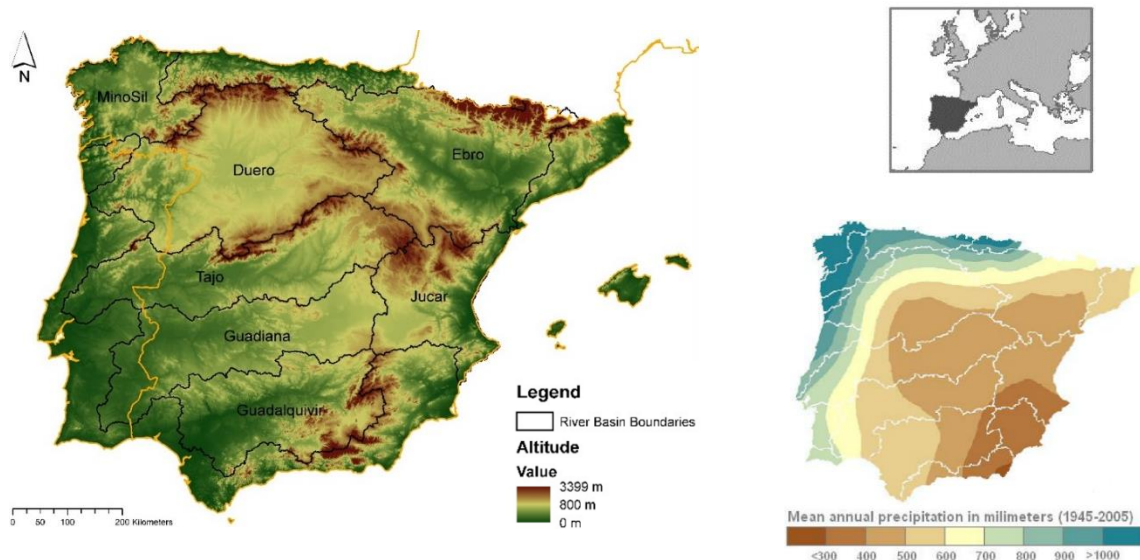 N
MinoSil
Duero
Ebro
Tajo
Jucar
Guadiana
Guadalquivir
0 50 100 200 Kilometers
Legend
River Basin Boundaries
Altitude
Value
3399 m
800 m
0 m
Mean annual precipitation in milimeters (1945-2005)
<300 400 500 600 700 800 900 >1000